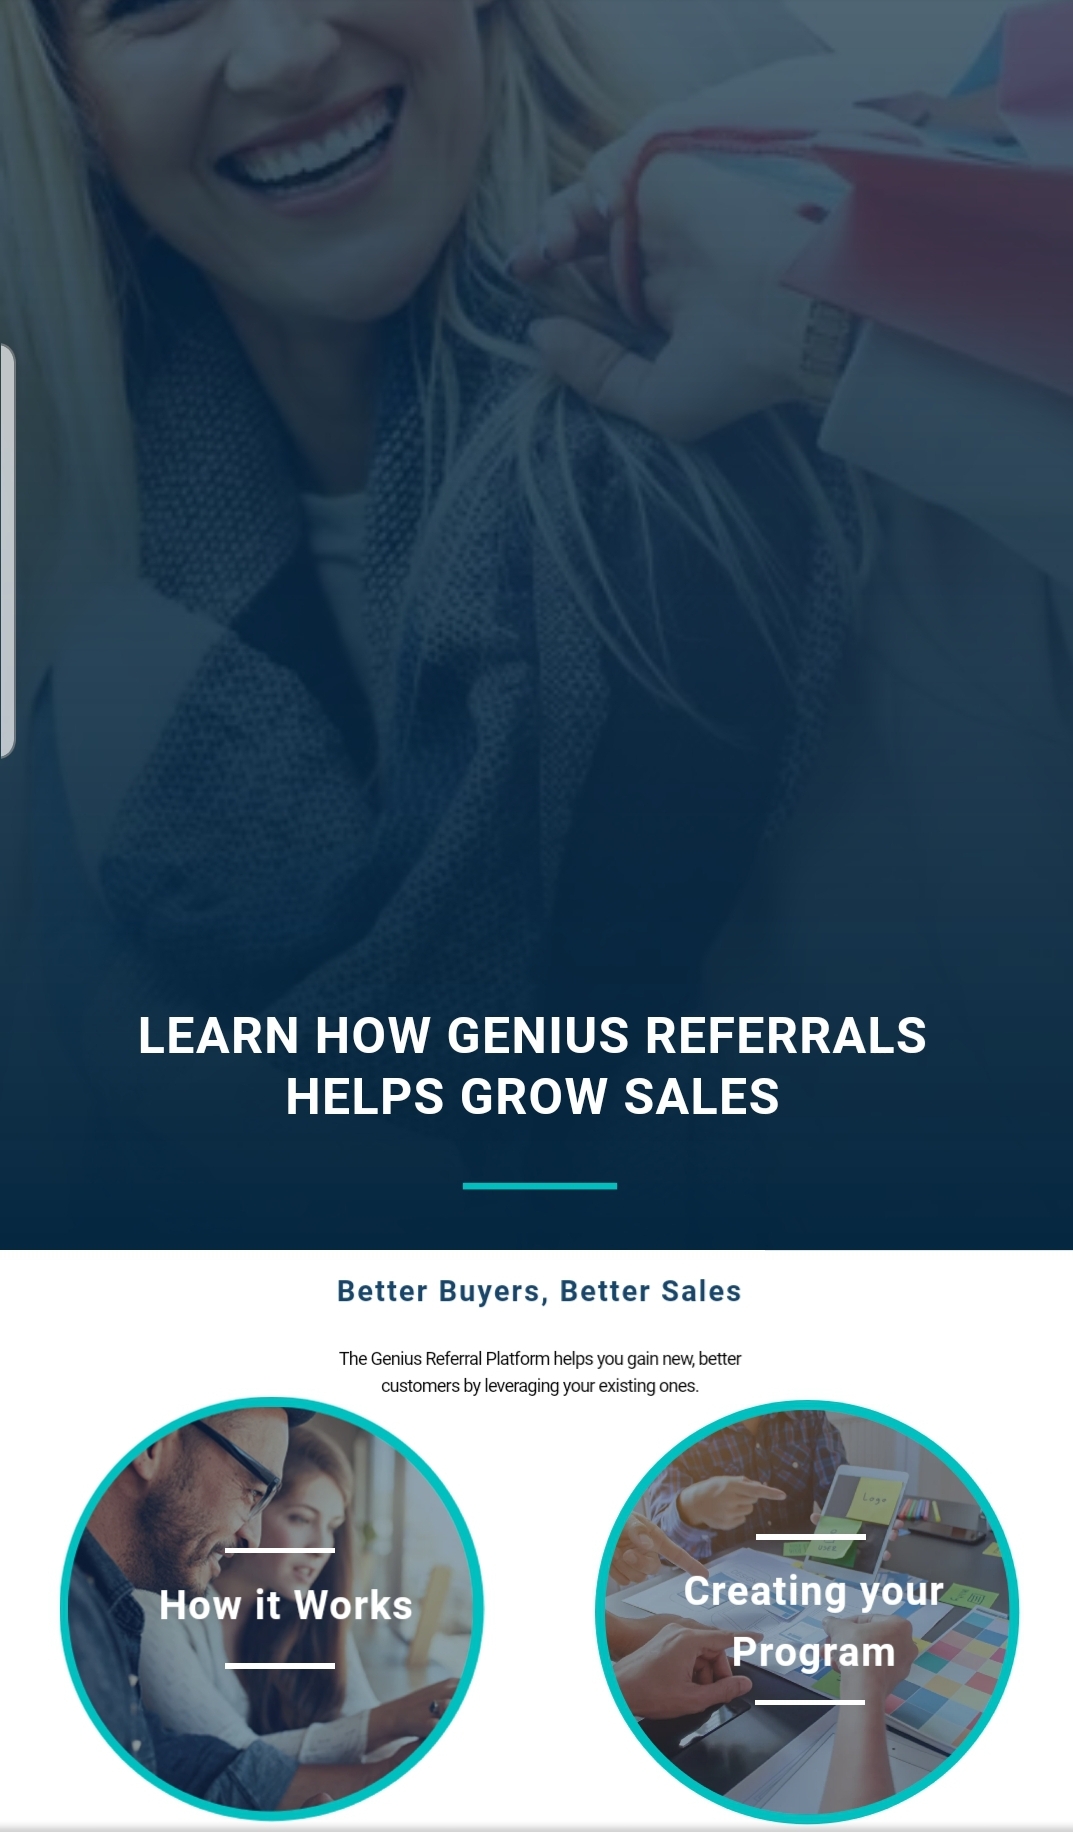 LEARN HOW GENIUS REFERRALS
HELPS GROW SALES
Better Buyers, Better Sales
The Genius Referral Platform helps you gain new, better
customers by leveraging your existing ones.
How it Works
Logo
Creating your
Program